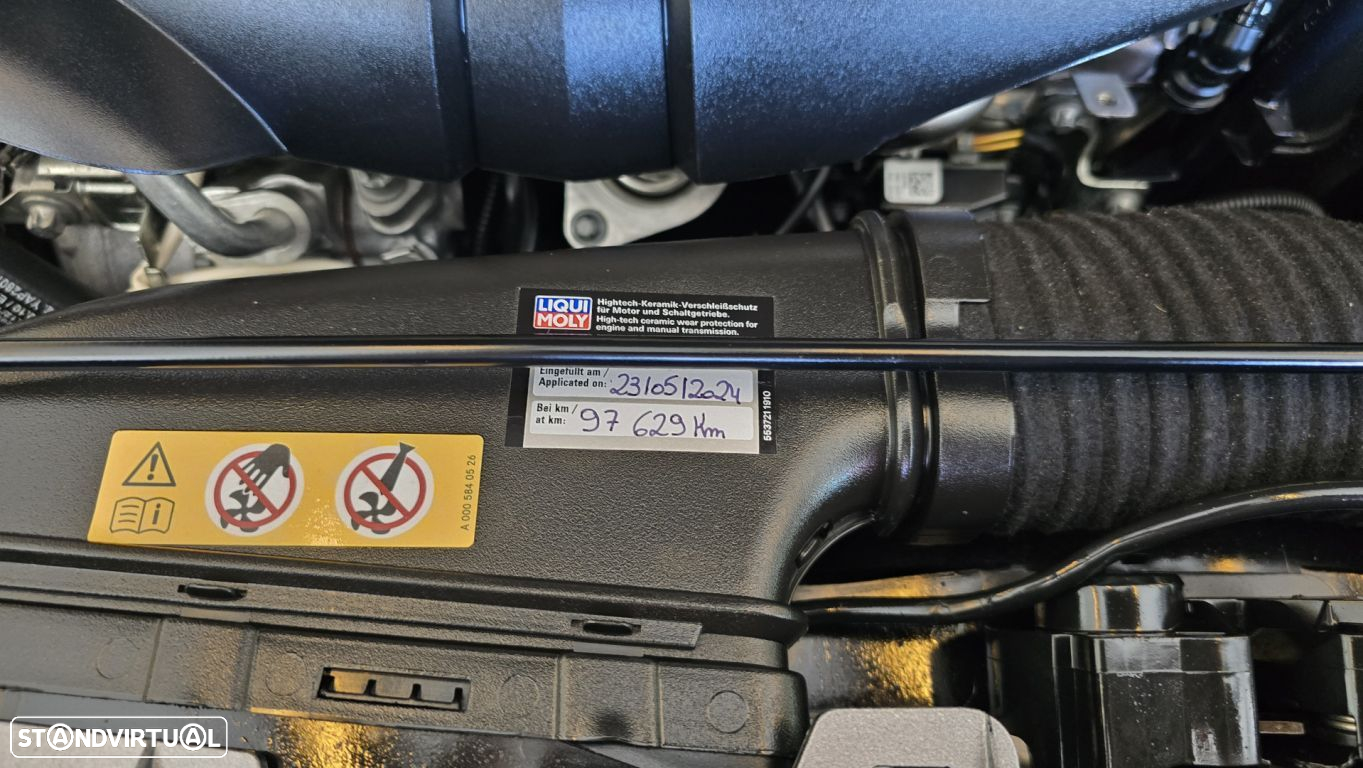 LIQUI
MOLY
Hightech-Keramik-Verschleißschutz
für Motor und Schaltgetriebe.
High-tech ceramic wear protection for
engine and manual transmission.
Eingefüllt am /
Applicated on: 23/05/2024
Bei km /
at km: 97 629 Km
5537211910
A 000 584 05 26
STANDVIRTUAL